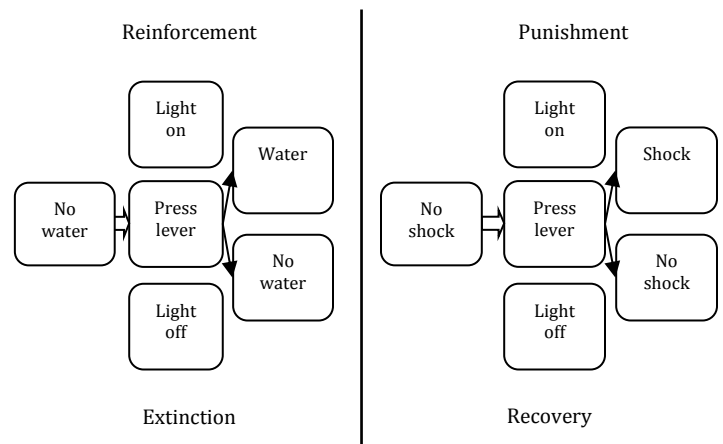 Reinforcement
Light
on
Water
No
water
Press
lever
No
water
Light
off
Extinction
Punishment
Light
on
Shock
No
shock
Press
lever
No
shock
Light
off
Recovery